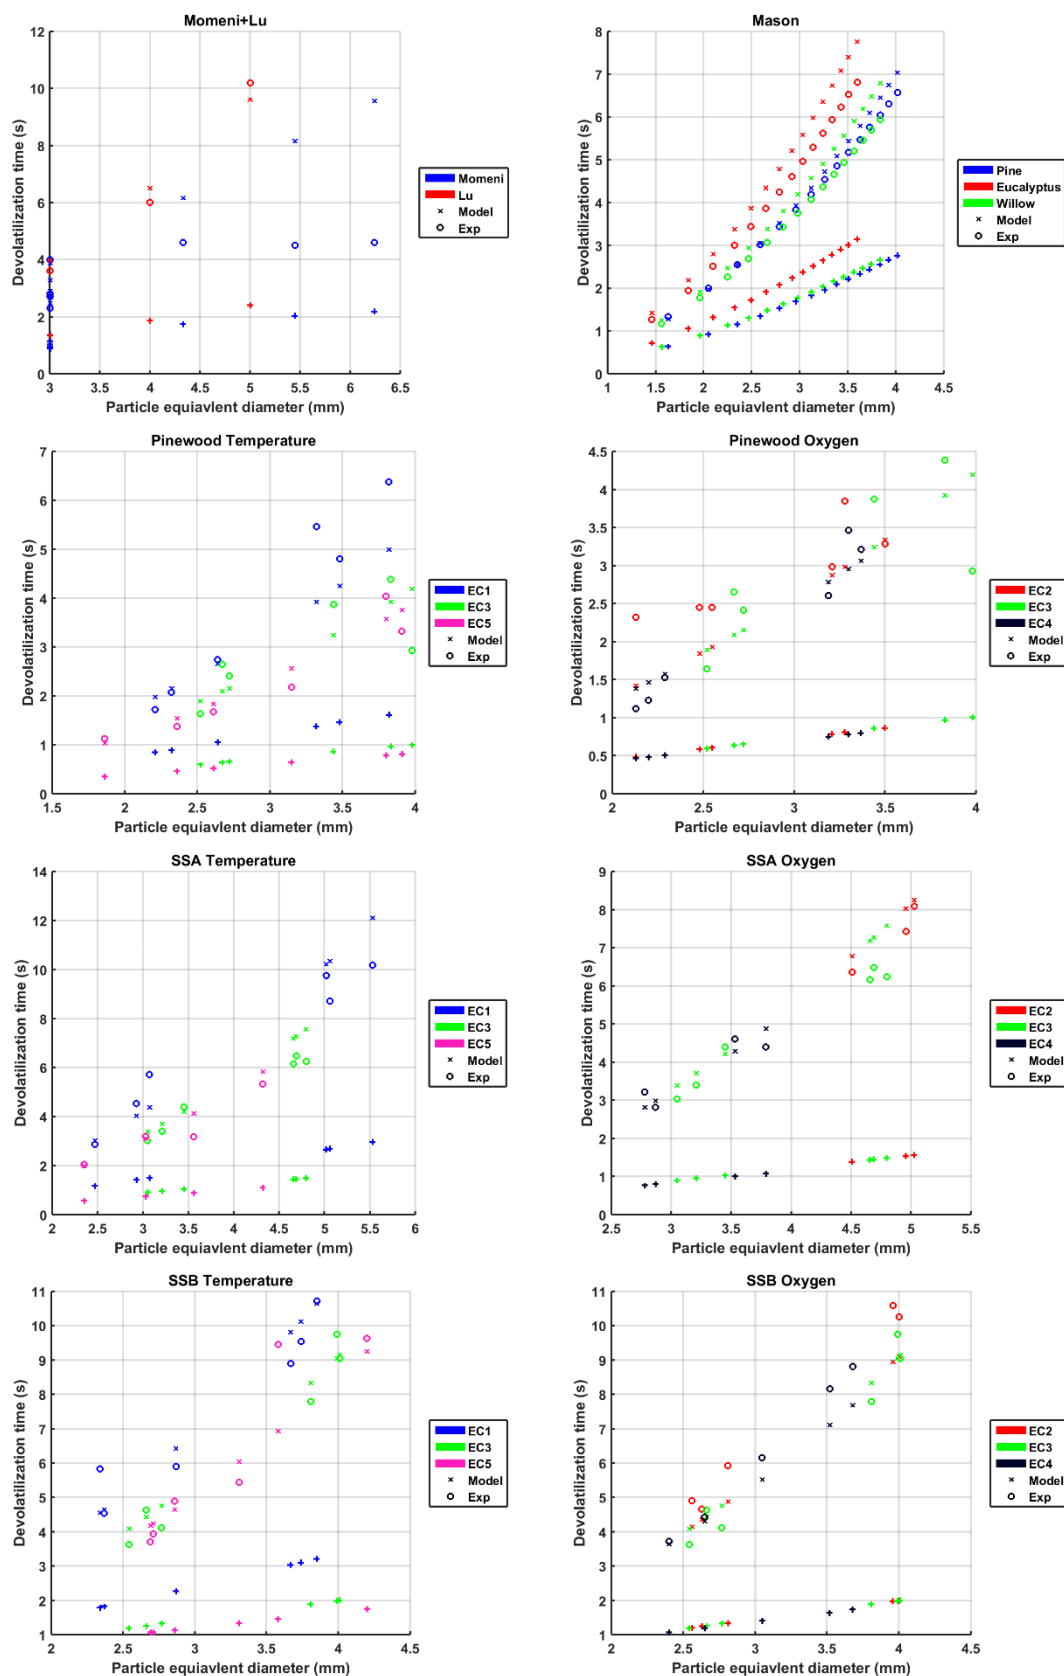 Momeni+Lu
Devolatilization time (s)
12
10
8
6
4
2
0
3 3.5 4 4.5 5 5.5 6 6.5
Particle equiavlent diameter (mm)
Momeni
Lu
Model
Exp
Mason
Devolatilization time (s)
8
7
6
5
4
3
2
1
0
1 1.5 2 2.5 3 3.5 4 4.5
Particle equiavlent diameter (mm)
Pine
Eucalyptus
Willow
Model
Exp
Pinewood Temperature
Devolatilization time (s)
7
6
5
4
3
2
1
0
1.5 2 2.5 3 3.5 4
Particle equiavlent diameter (mm)
EC1
EC3
EC5
Model
Exp
Pinewood Oxygen
Devolatilization time (s)
4.5
4
3.5
3
2.5
2
1.5
1
0.5
0
2 2.5 3 3.5 4
Particle equiavlent diameter (mm)
EC2
EC3
EC4
Model
Exp
SSA Temperature
Devolatilization time (s)
14
12
10
8
6
4
2
0
2 2.5 3 3.5 4 4.5 5 5.5 6
Particle equiavlent diameter (mm)
EC1
EC3
EC5
Model
Exp
SSA Oxygen
Devolatilization time (s)
9
8
7
6
5
4
3
2
1
0
2.5 3 3.5 4 4.5 5 5.5
Particle equiavlent diameter (mm)
EC2
EC3
EC4
Model
Exp
SSB Temperature
Devolatilization time (s)
11
10
9
8
7
6
5
4
3
2
1
2 2.5 3 3.5 4 4.5
Particle equiavlent diameter (mm)
EC1
EC3
EC5
Model
Exp
SSB Oxygen
Devolatilization time (s)
11
10
9
8
7
6
5
4
3
2
1
2 2.5 3 3.5 4 4.5
Particle equiavlent diameter (mm)
EC2
EC3
EC4
Model
Exp